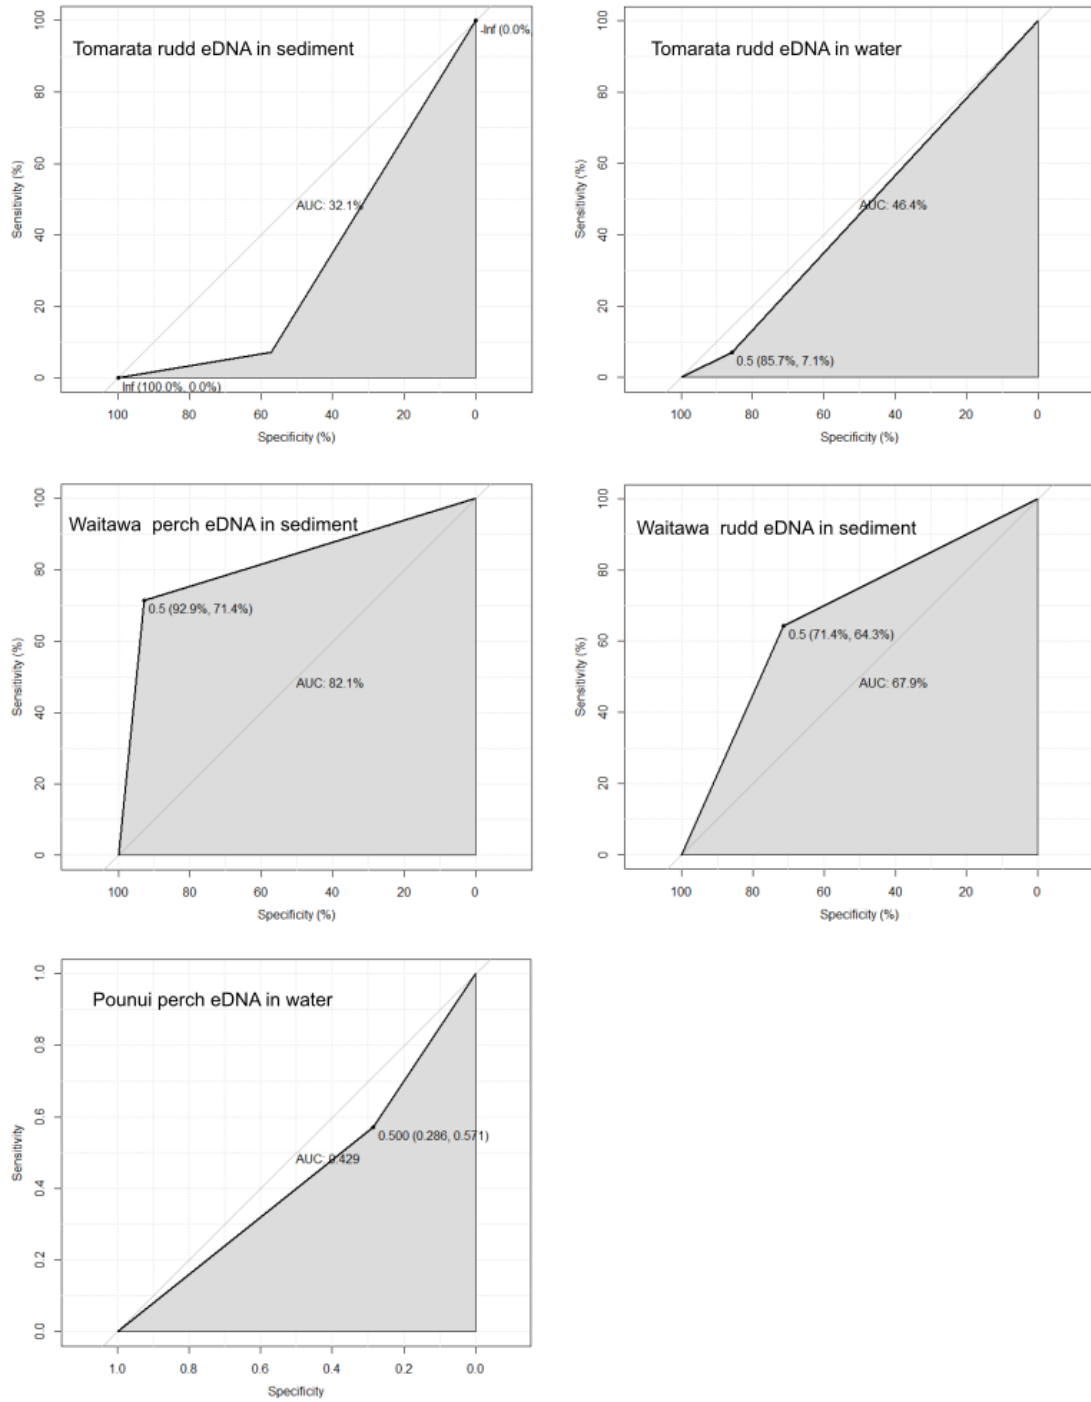 Tomarata rudd eDNA in sediment
-Inf (0.0%,
AUC: 32.1%
Inf (100.0%, 0.0%)
Sensitivity (%)
0
20
40
60
80
100
100
80
60
40
20
0
Specificity (%)
Tomarata rudd eDNA in water
AUC: 46.4%
0.5 (85.7%, 7.1%)
Sensitivity (%)
0
20
40
60
80
100
100
80
60
40
20
0
Specificity (%)
Waitawa perch eDNA in sediment
0.5 (92.9%, 71.4%)
AUC: 82.1%
Sensitivity (%)
0
20
40
60
80
100
100
80
60
40
20
0
Specificity (%)
Waitawa rudd eDNA in sediment
0.5 (71.4%, 64.3%)
AUC: 67.9%
Sensitivity (%)
0
20
40
60
80
100
100
80
60
40
20
0
Specificity (%)
Pounui perch eDNA in water
0.500 (0.286, 0.571)
AUC: 0.429
Sensitivity
0.0
0.2
0.4
0.6
0.8
1.0
1.0
0.8
0.6
0.4
0.2
0.0
Specificity